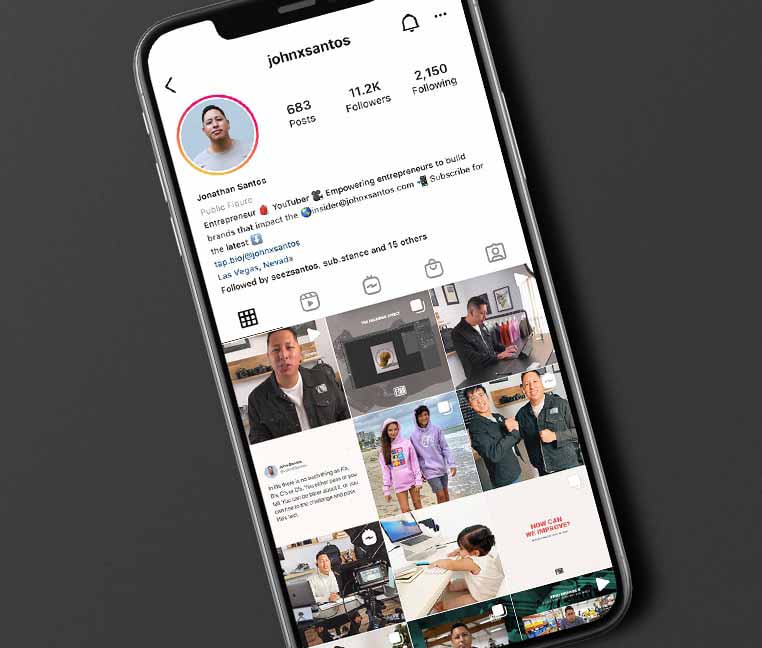 johnxsantos
683
Posts
11.2K
Followers
2,150
Following
Jonathan Santos
Public Figure
Entrepreneur YouTuber Empowering entrepreneurs to build
brands that impact the insider@johnxsantos.com Subscribe for
the latest
tap.bio/@johnxsantos
Las Vegas, Nevada
Followed by seezsantos, sub.stance and 15 others
In life there is no such thing as A's,
B's, C's or D's. You either pass or you
fail. You can be bitter about it, or you
can rise to the challenge and pass
this test.
HOW CAN
WE IMPROVE?